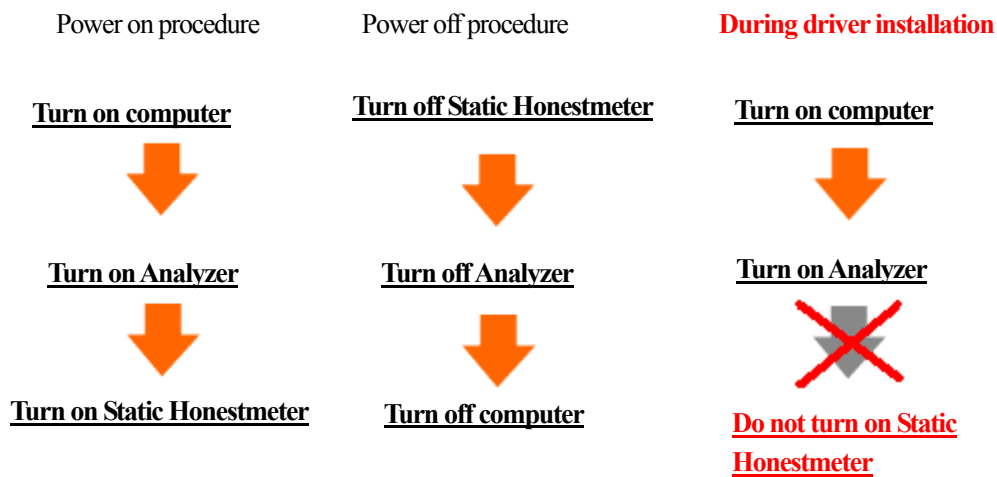 Power on procedure
Power off procedure
During driver installation
Turn on computer
Turn off Static Honestmeter
Turn on computer
Turn on Analyzer
Turn off Analyzer
Turn on Analyzer
Turn on Static Honestmeter
Turn off computer
Do not turn on Static
Honestmeter